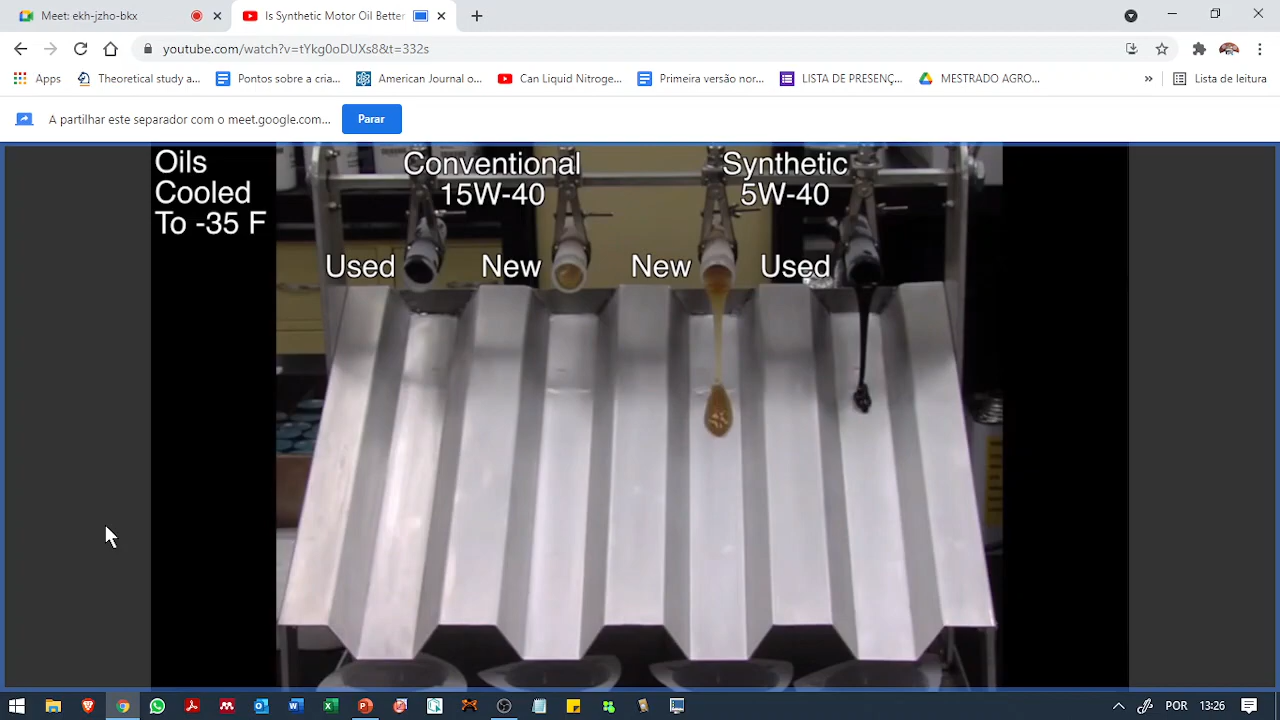 Meet: ekh-jzho-bkx
Is Synthetic Motor Oil Better
youtube.com/watch?v=tYkg0oDUXs8&t=332s
Apps
Theoretical study a...
Pontos sobre a cria...
American Journal o...
Can Liquid Nitroge...
Primeira versão nor...
LISTA DE PRESENÇ...
MESTRADO AGRO...
»
Lista de leitura
A partilhar este separador com o meet.google.com...
Parar
Oils
Cooled
To -35 F
Conventional
15W-40
Synthetic
5W-40
Used
New
New
Used
POR
13:26